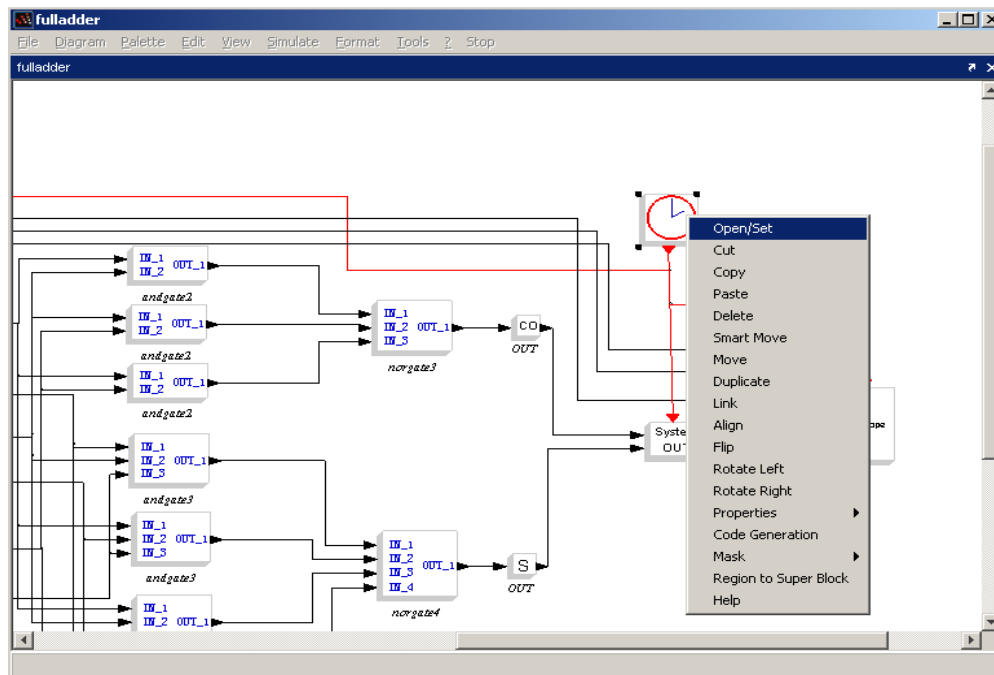 fulladder
File Diagram Palette Edit View Simulate Format Tools ? Stop
fulladder
IN_1
IN_2 OUT_1
andgate2
IN_1
IN_2 OUT_1
andgate2
IN_1
IN_2 OUT_1
andgate2
IN_1
IN_2 OUT_1
IN_3
andgate3
IN_1
IN_2 OUT_1
IN_3
andgate3
IN_1
IN_2 OUT_1
IN_1
IN_2 OUT_1
IN_3
norgate3
CO
OUT
IN_1
IN_2
IN_3 OUT_1
IN_4
norgate4
S
OUT
Syste
OUT
Open/Set
Cut
Copy
Paste
Delete
Smart Move
Move
Duplicate
Link
Align
Flip
Rotate Left
Rotate Right
Properties
Code Generation
Mask
Region to Super Block
Help
ope